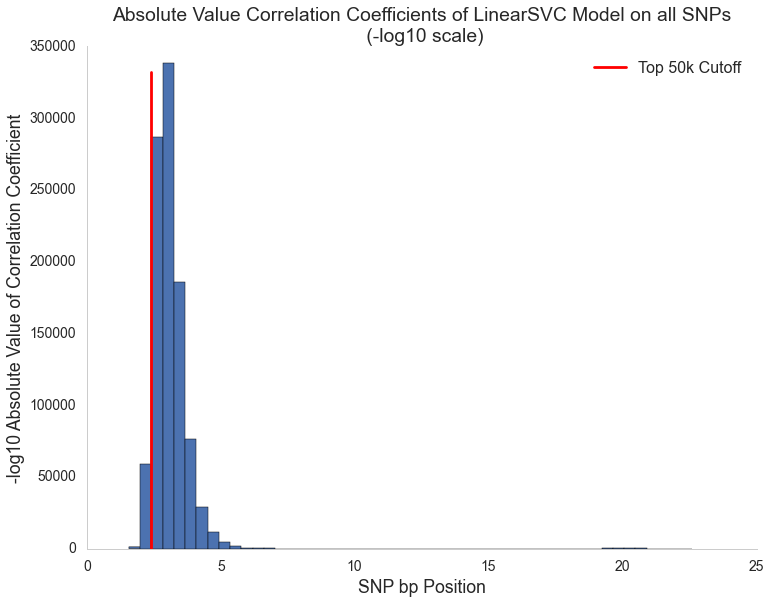 Absolute Value Correlation Coefficients of LinearSVC Model on all SNPs
(-log10 scale)
Top 50k Cutoff
-log10 Absolute Value of Correlation Coefficient
350000
300000
250000
200000
150000
100000
50000
0
0 5 10 15 20 25
SNP bp Position